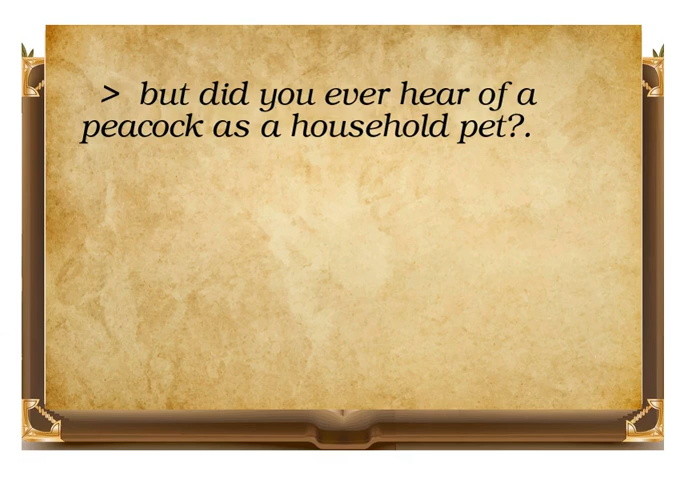 > but did you ever hear of a
peacock as a household pet?.